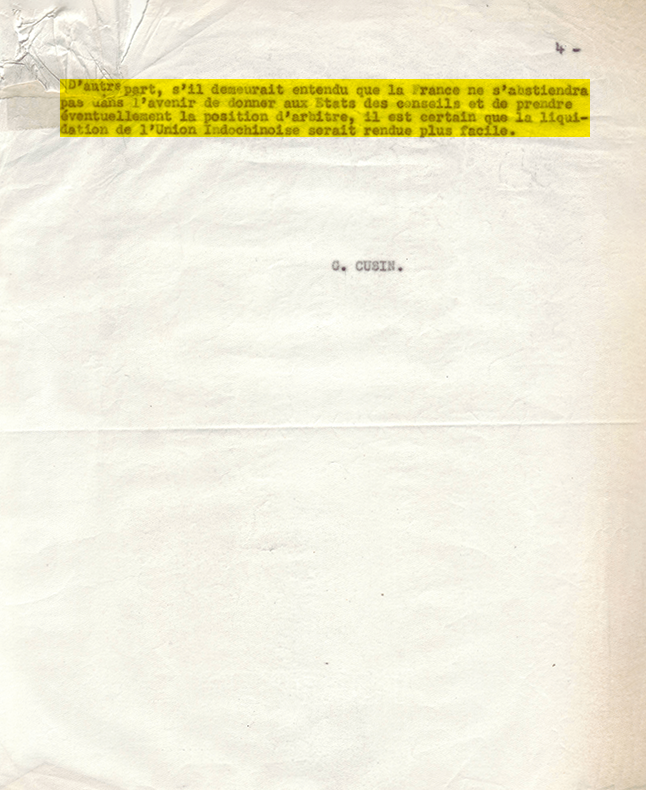 4 -
D'autre part, s'il demeurait entendu que la France ne s'abstiendra
pas dans l'avenir de donner aux Etats des conseils et de prendre
éventuellement la position d'arbitre, il est certain que la liqui-
dation de l'Union Indochinoise serait rendue plus facile.
G. CUSIN.